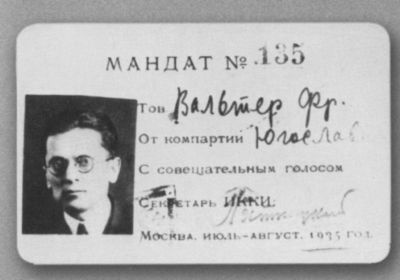 МАНДАТ № 135
Тов Вальтер Фр.
От компартии Югослав
С совещательным голосом
Секретарь ИККИ:
Москва, июль-август, 1935 год